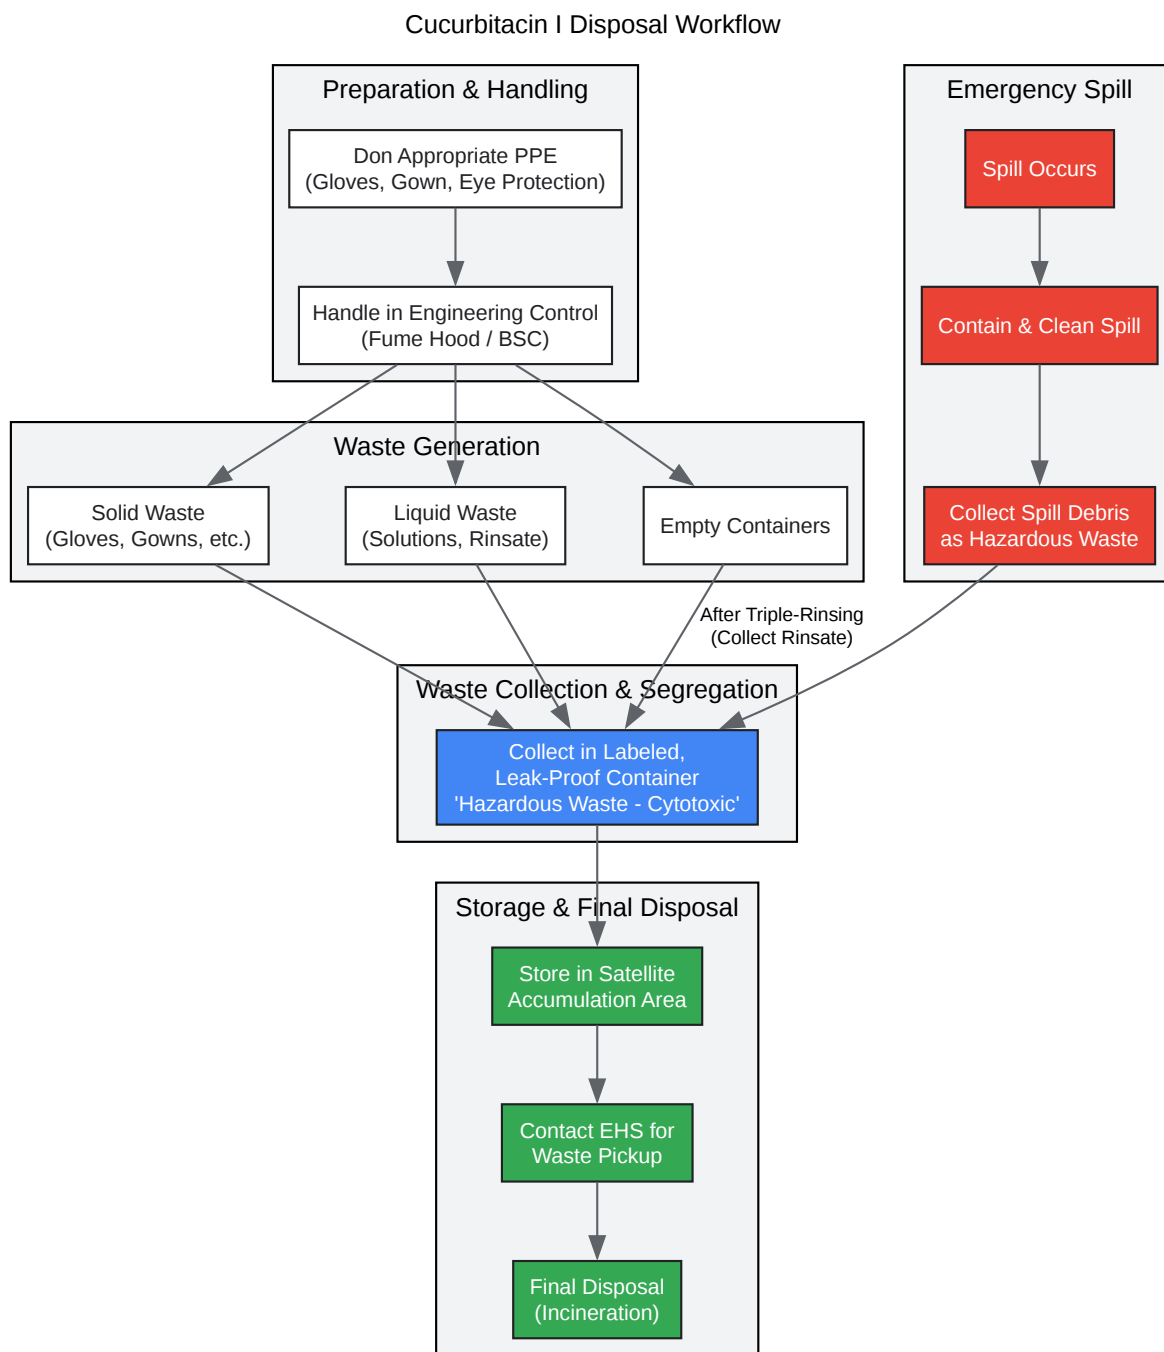 Cucurbitacin I Disposal Workflow
Preparation & Handling
Don Appropriate PPE
(Gloves, Gown, Eye Protection)
Handle in Engineering Control
(Fume Hood / BSC)
Emergency Spill
Spill Occurs
Contain & Clean Spill
Collect Spill Debris
as Hazardous Waste
Waste Generation
Solid Waste
(Gloves, Gowns, etc.)
Liquid Waste
(Solutions, Rinsate)
Empty Containers
After Triple-Rinsing
(Collect Rinsate)
Waste Collection & Segregation
Collect in Labeled,
Leak-Proof Container
'Hazardous Waste - Cytotoxic'
Storage & Final Disposal
Store in Satellite
Accumulation Area
Contact EHS for
Waste Pickup
Final Disposal
(Incineration)